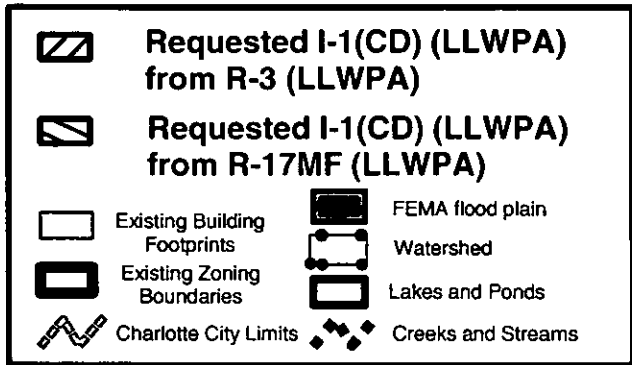 Requested I-1(CD) (LLWPA)
from R-3 (LLWPA)
Requested I-1(CD) (LLWPA)
from R-17MF (LLWPA)
Existing Building
Footprints
Existing Zoning
Boundaries
Charlotte City Limits
FEMA flood plain
Watershed
Lakes and Ponds
Creeks and Streams